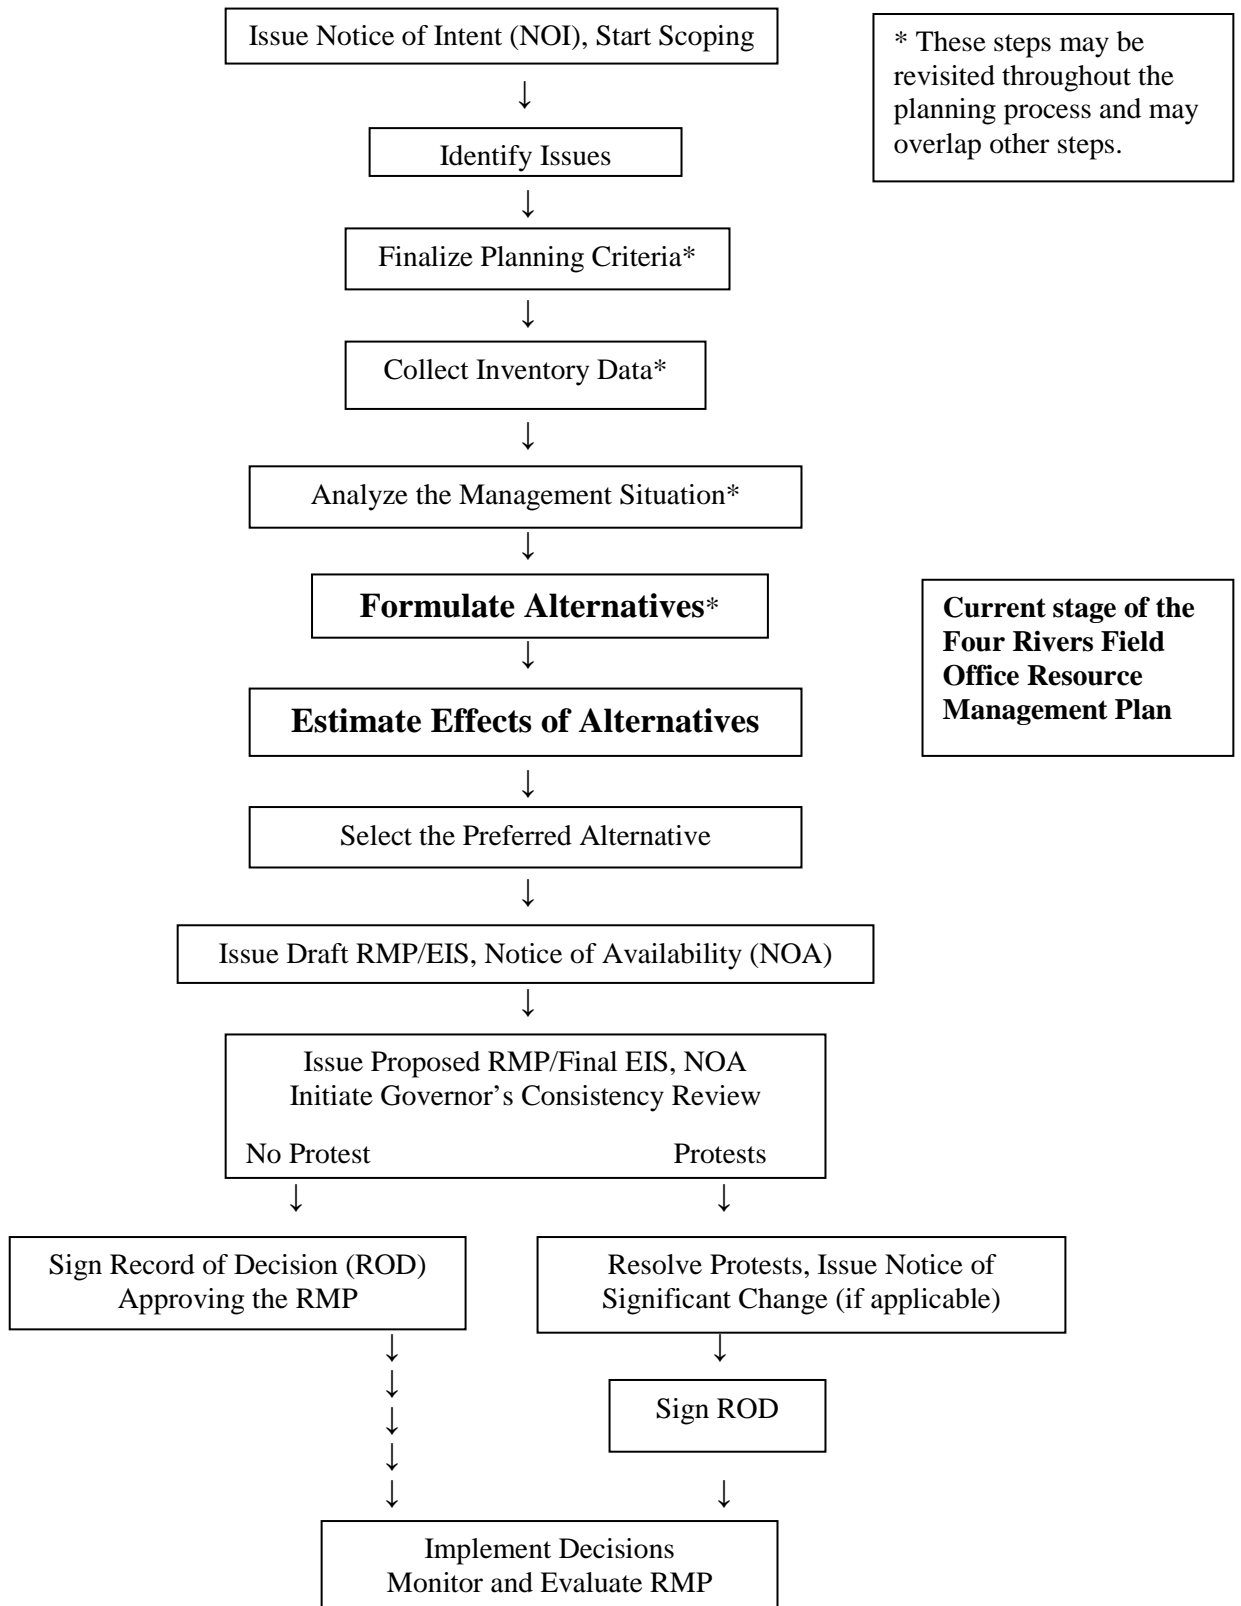 Issue Notice of Intent (NOI), Start Scoping
* These steps may be
revisited throughout the
planning process and may
overlap other steps.
↓
Identify Issues
↓
Finalize Planning Criteria*
↓
Collect Inventory Data*
↓
Analyze the Management Situation*
↓
Formulate Alternatives*
Current stage of the
Four Rivers Field
Office Resource
Management Plan
↓
Estimate Effects of Alternatives
↓
Select the Preferred Alternative
↓
Issue Draft RMP/EIS, Notice of Availability (NOA)
↓
Issue Proposed RMP/Final EIS, NOA
Initiate Governor’s Consistency Review
No Protest Protests
↓ ↓
Sign Record of Decision (ROD)
Approving the RMP
Resolve Protests, Issue Notice of
Significant Change (if applicable)
↓ ↓
↓
Sign ROD
↓
↓
↓ ↓
Implement Decisions
Monitor and Evaluate RMP